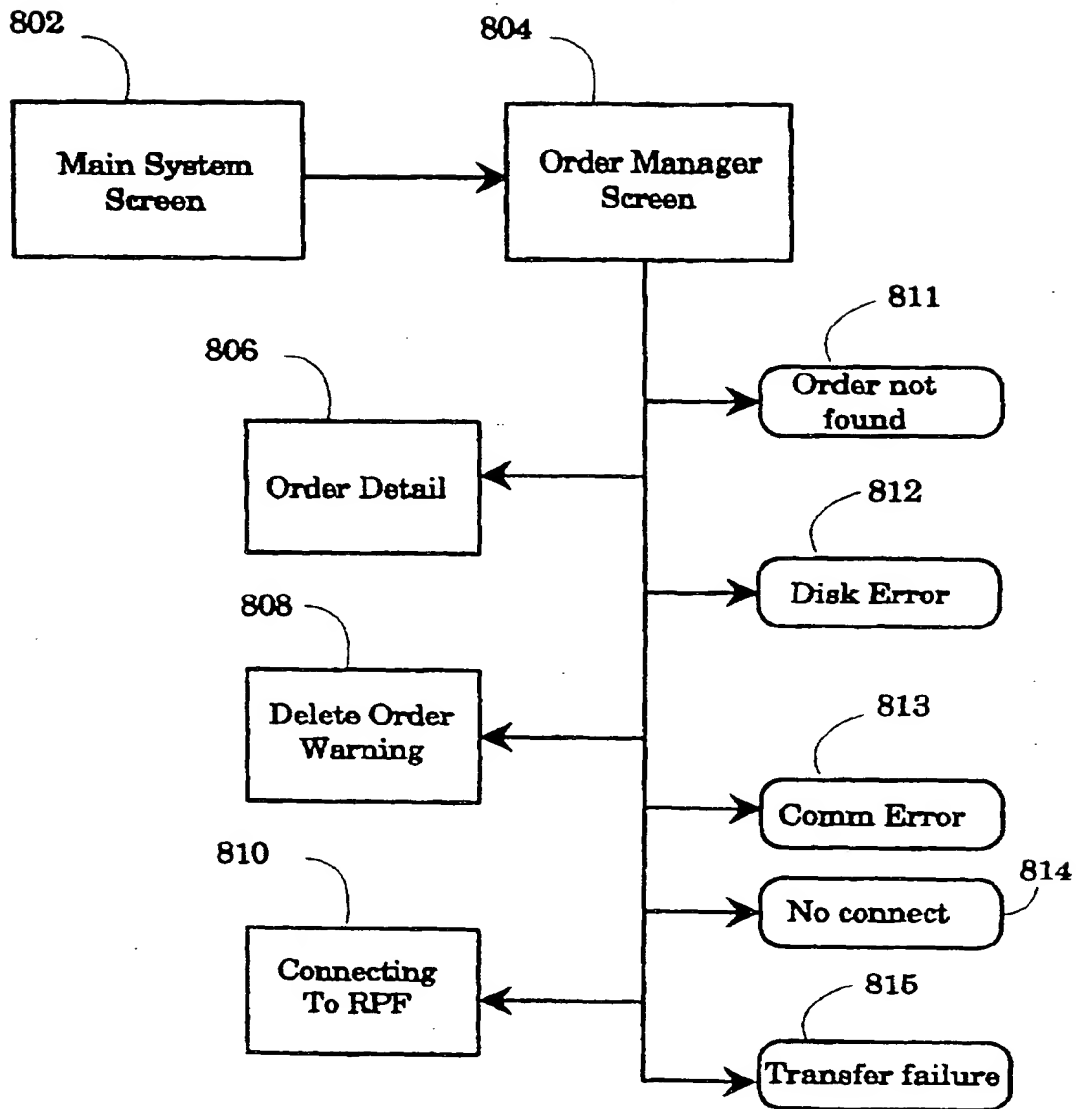 802
804
Main System
Screen
Order Manager
Screen
811
Order not
found
806
Order Detail
812
Disk Error
808
Delete Order
Warning
813
Comm Error
814
No connect
810
Connecting
To RPF
815
Transfer failure